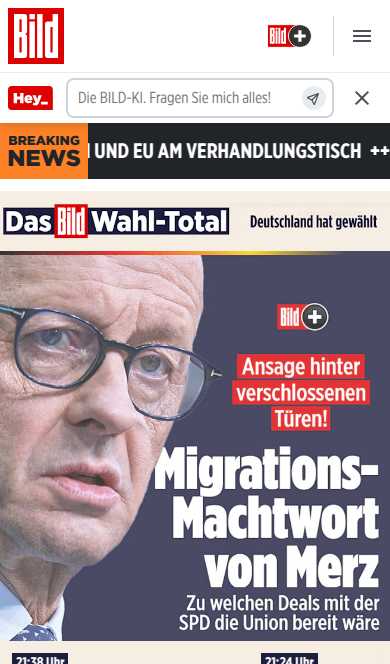 Bild
Bild
Hey_
Die BILD-KI. Fragen Sie mich alles!
BREAKING
NEWS
UND EU AM VERHANDLUNGSTISCH ++
Das Bild Wahl-Total
Deutschland hat gewählt
Bild
Ansage hinter
verschlossenen
Türen!
Migrations-
Machtwort
von Merz
Zu welchen Deals mit der
SPD die Union bereit wäre
21:38 Uhr
21:24 Uhr